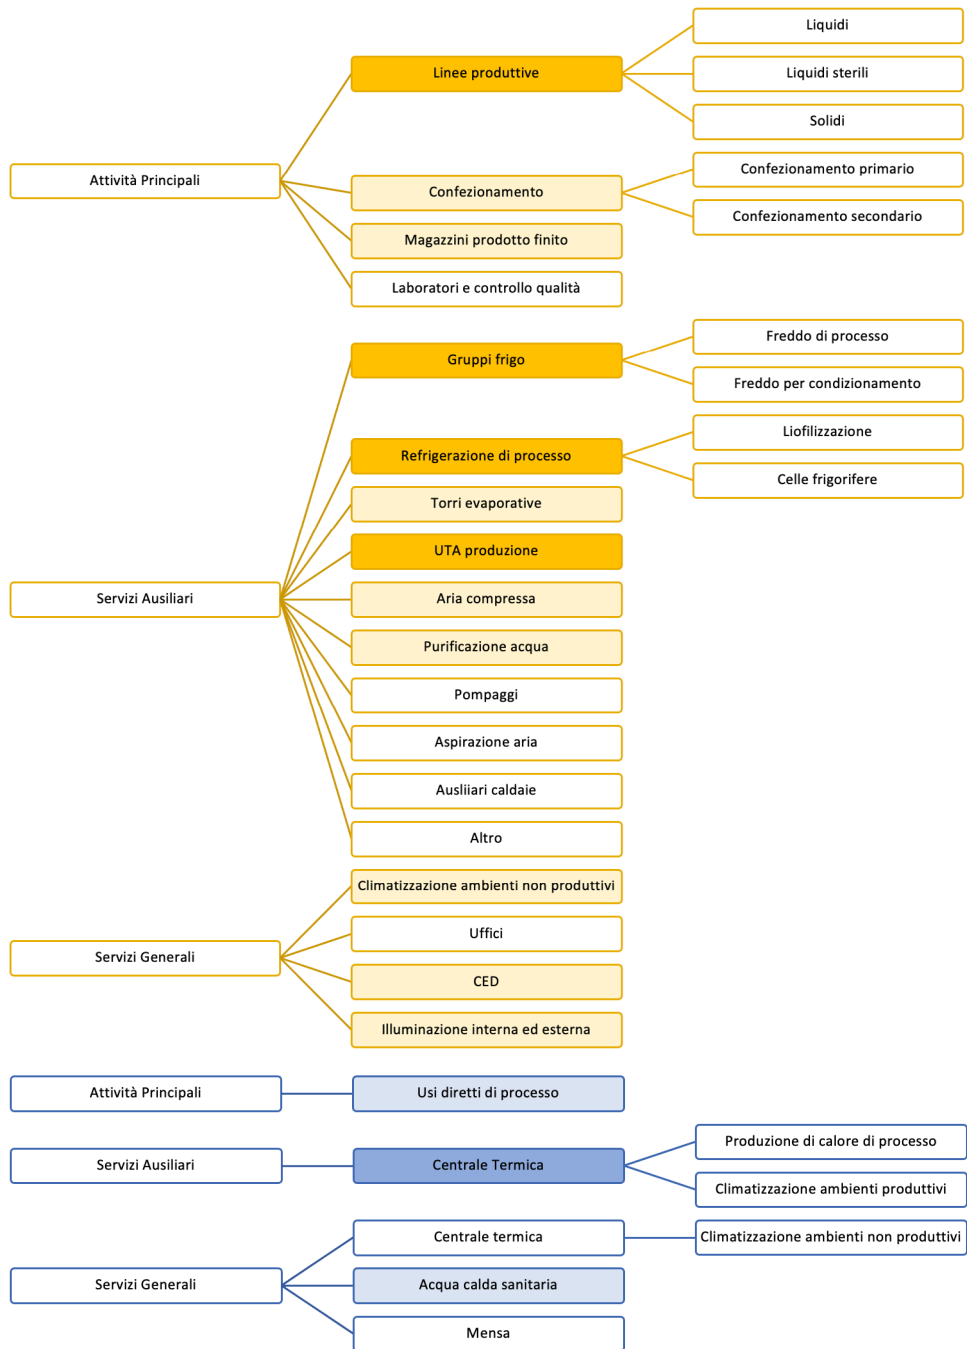 Attività Principali
Linee produttive
Liquidi
Liquidi sterili
Solidi
Confezionamento
Confezionamento primario
Confezionamento secondario
Magazzini prodotto finito
Laboratori e controllo qualità
Servizi Ausiliari
Gruppi frigo
Freddo di processo
Freddo per condizionamento
Refrigerazione di processo
Liofilizzazione
Celle frigorifere
Torri evaporative
UTA produzione
Aria compressa
Purificazione acqua
Pompaggi
Aspirazione aria
Ausliiari caldaie
Altro
Servizi Generali
Climatizzazione ambienti non produttivi
Uffici
CED
Illuminazione interna ed esterna
Attività Principali
Usi diretti di processo
Servizi Ausiliari
Centrale Termica
Produzione di calore di processo
Climatizzazione ambienti produttivi
Servizi Generali
Centrale termica
Climatizzazione ambienti non produttivi
Acqua calda sanitaria
Mensa